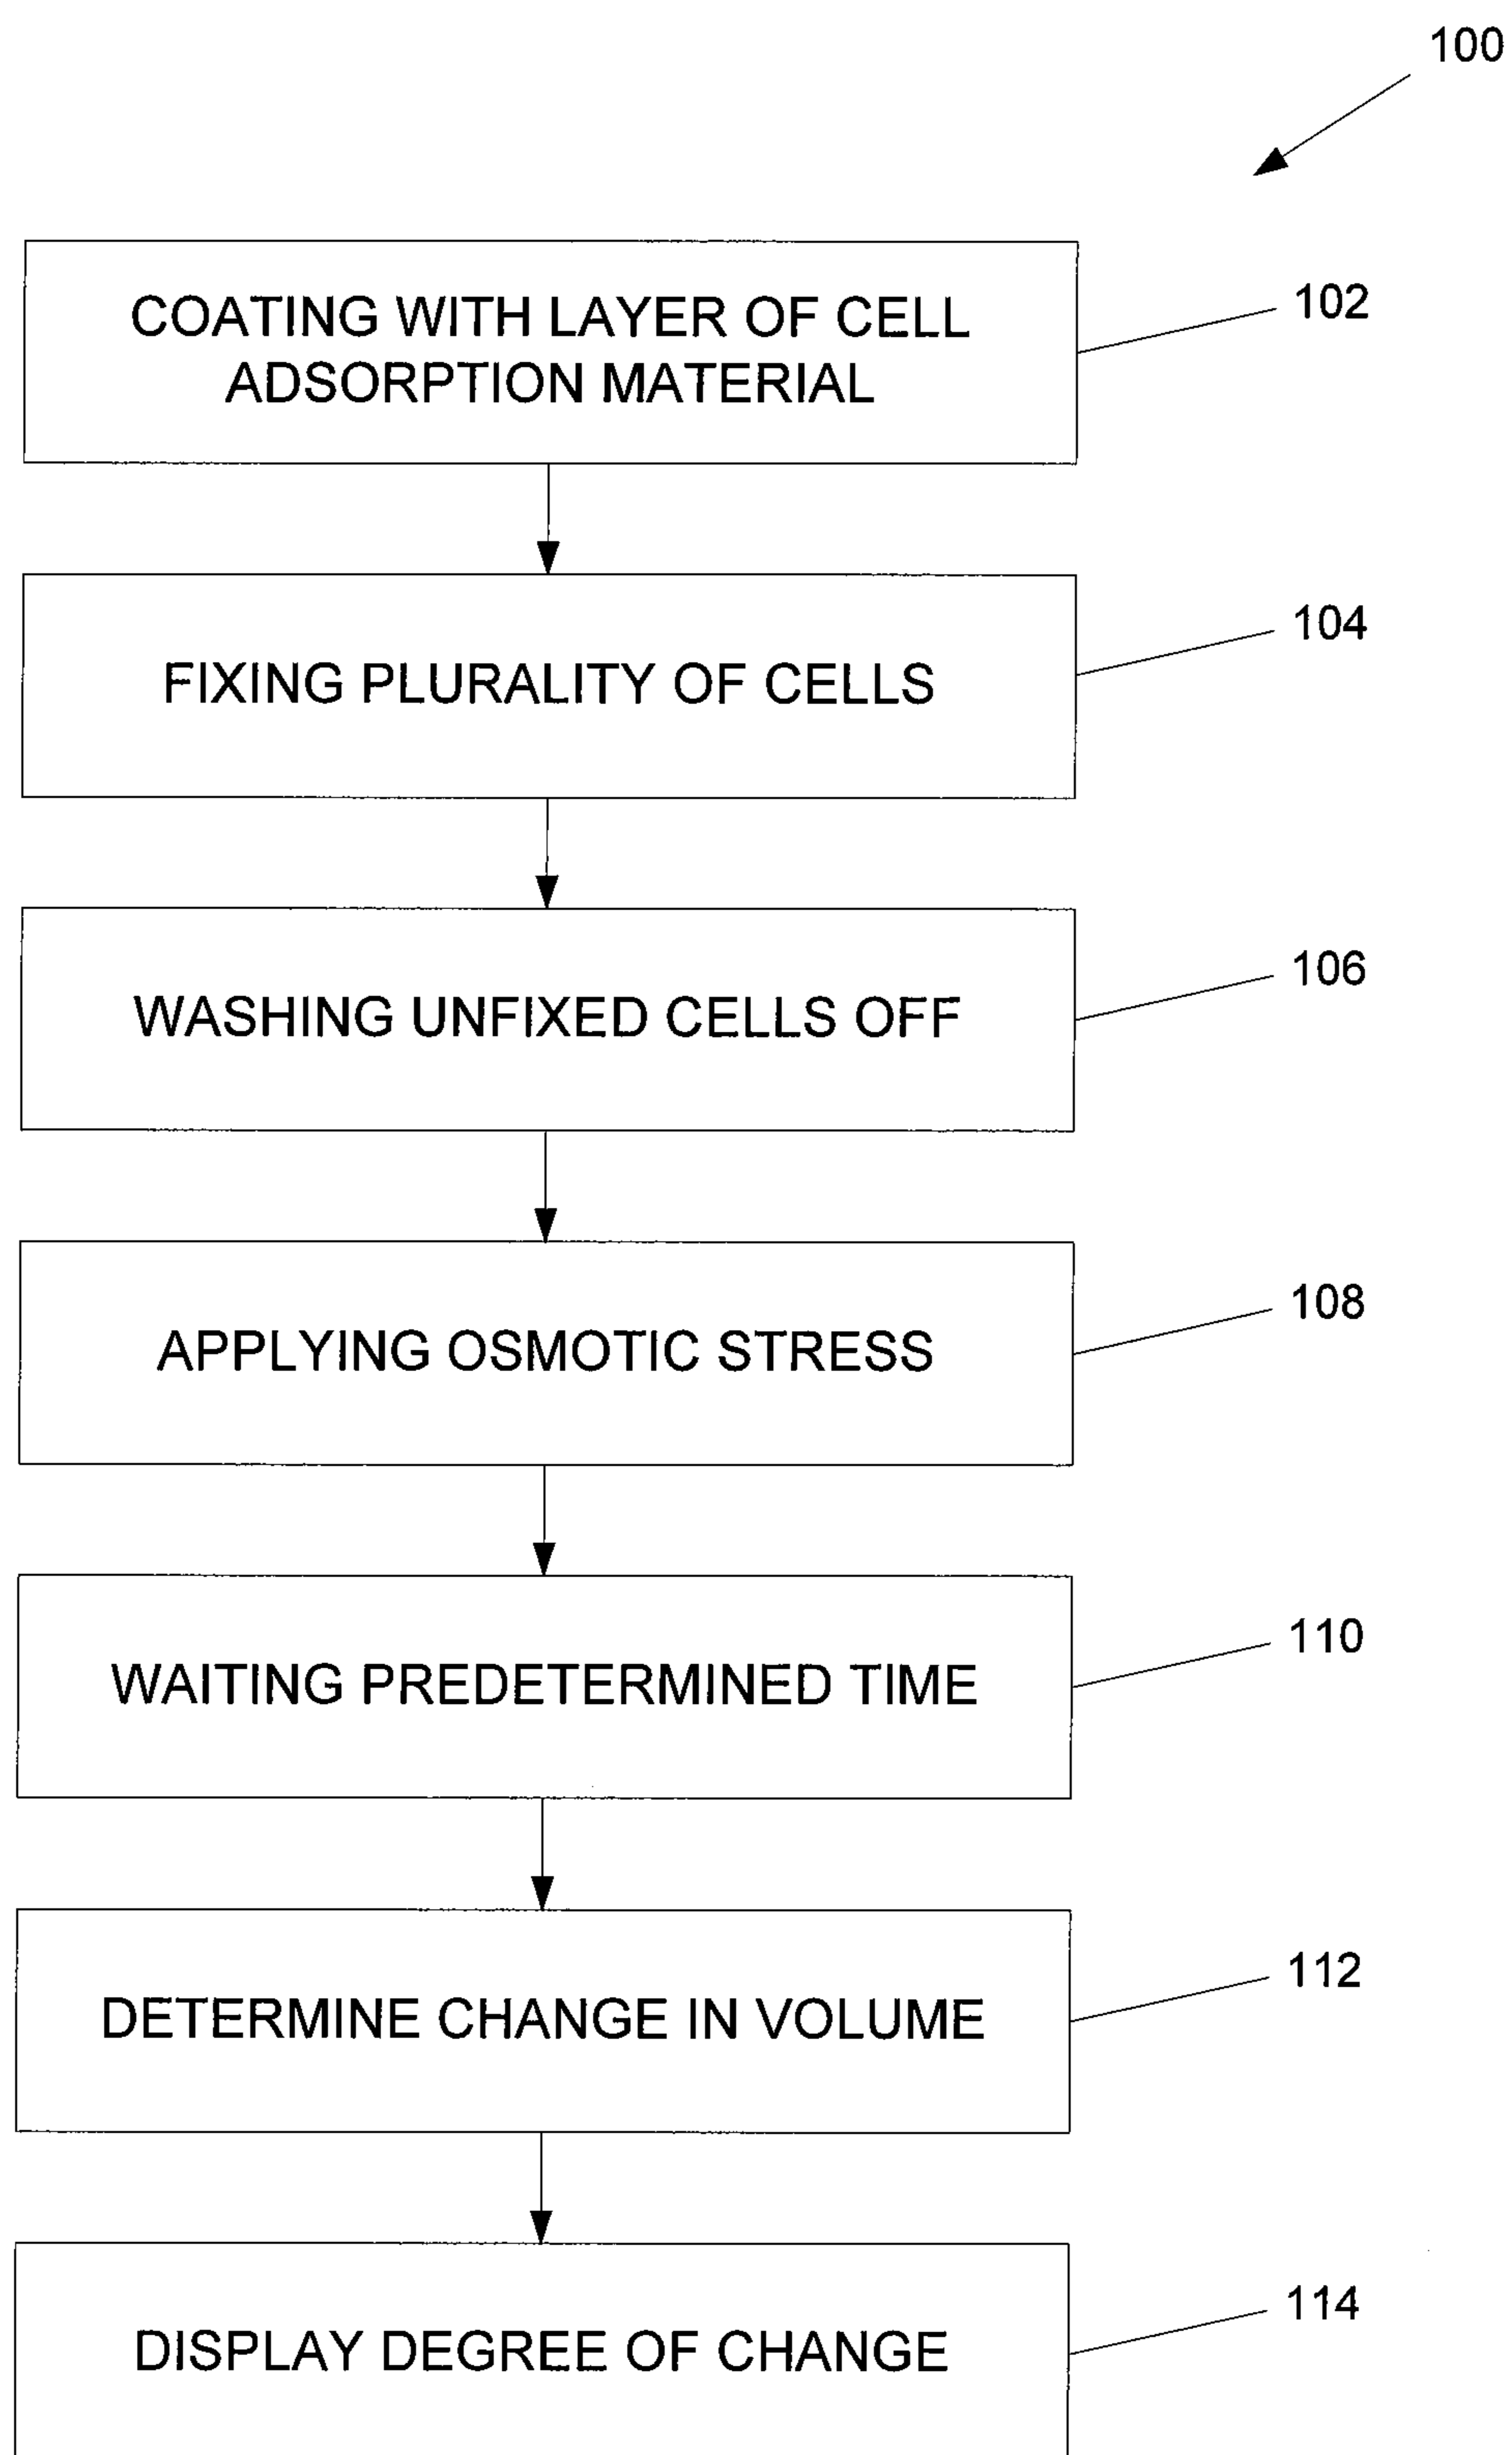 100
COATING WITH LAYER OF CELL
ADSORPTION MATERIAL
102
FIXING PLURALITY OF CELLS
104
WASHING UNFIXED CELLS OFF
106
APPLYING OSMOTIC STRESS
108
WAITING PREDETERMINED TIME
110
DETERMINE CHANGE IN VOLUME
112
DISPLAY DEGREE OF CHANGE
114